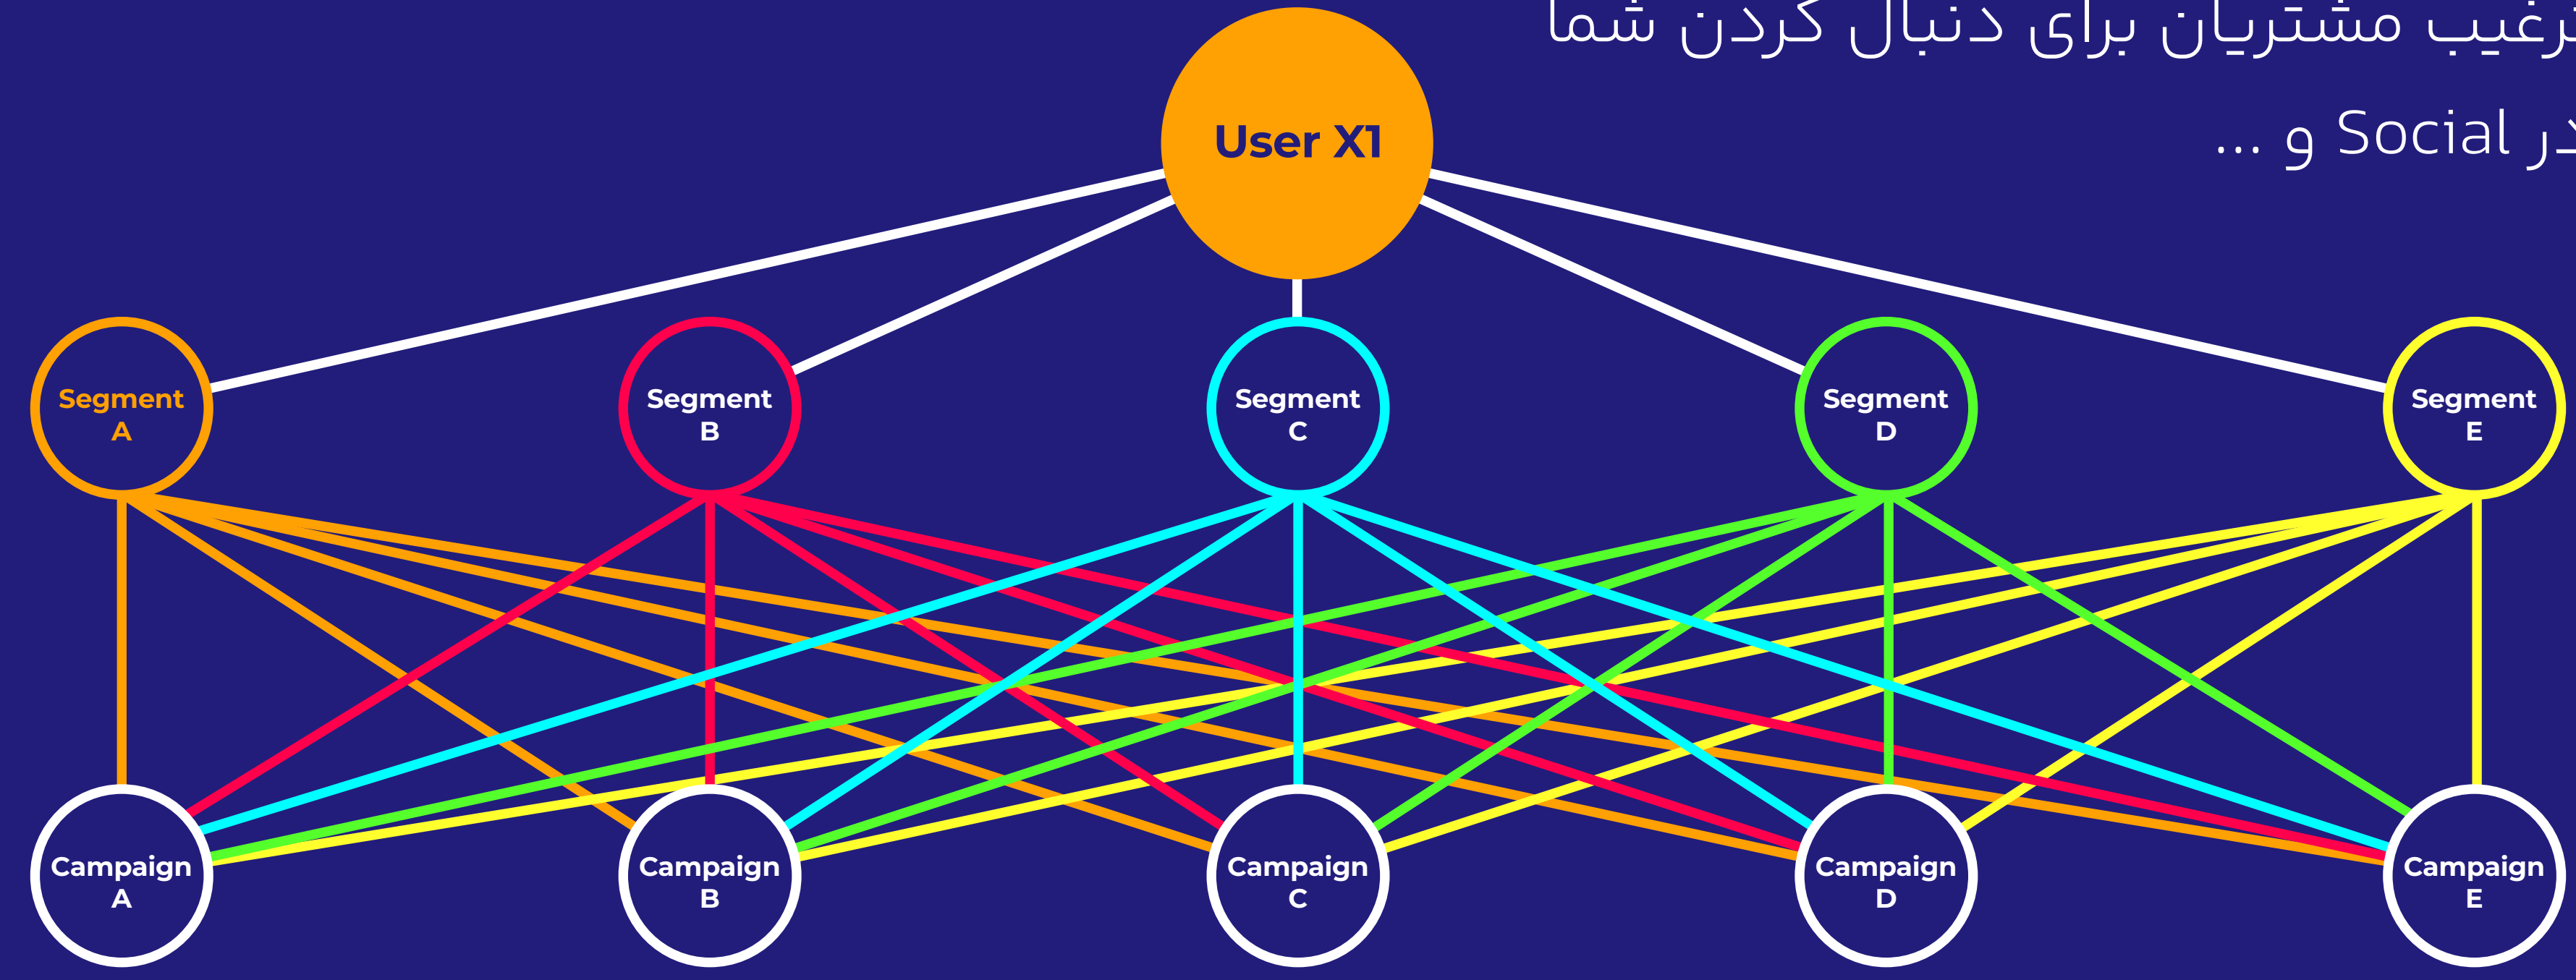 ترغیب مشتریان برای دنبال کردن شما
در Social و ...
User X1
Segment
A
Segment
B
Segment
C
Segment
D
Segment
E
Campaign
A
Campaign
B
Campaign
C
Campaign
D
Campaign
E